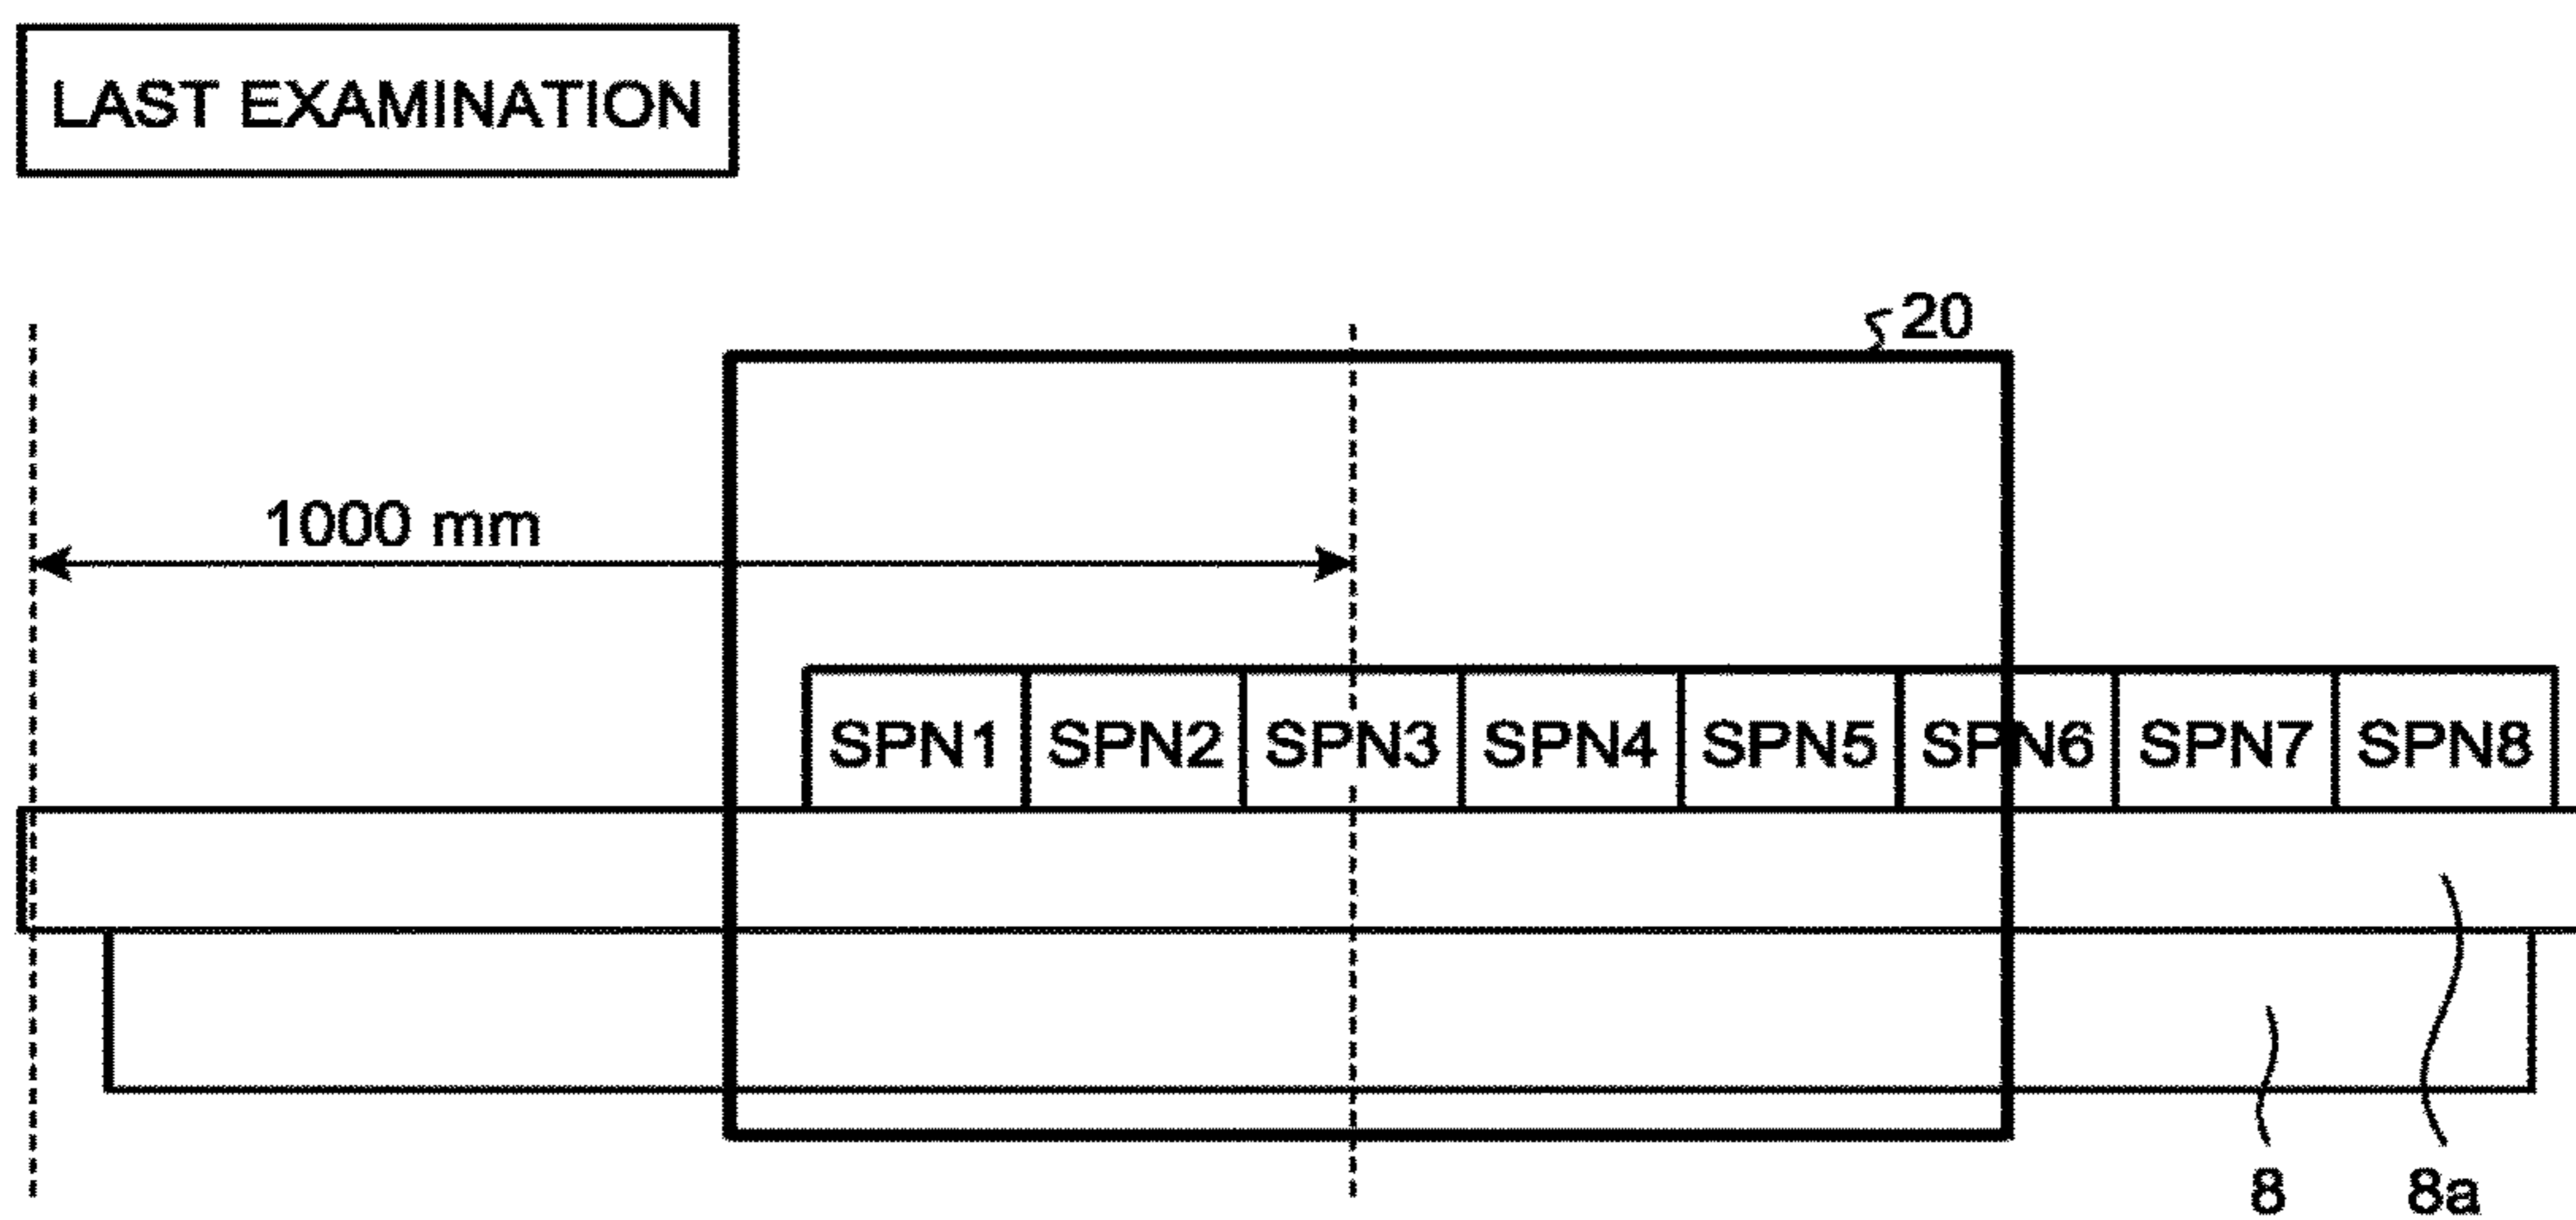 LAST EXAMINATION
20
1000 mm
SPN1 SPN2 SPN3 SPN4 SPN5 SPN6 SPN7 SPN8
8 8a